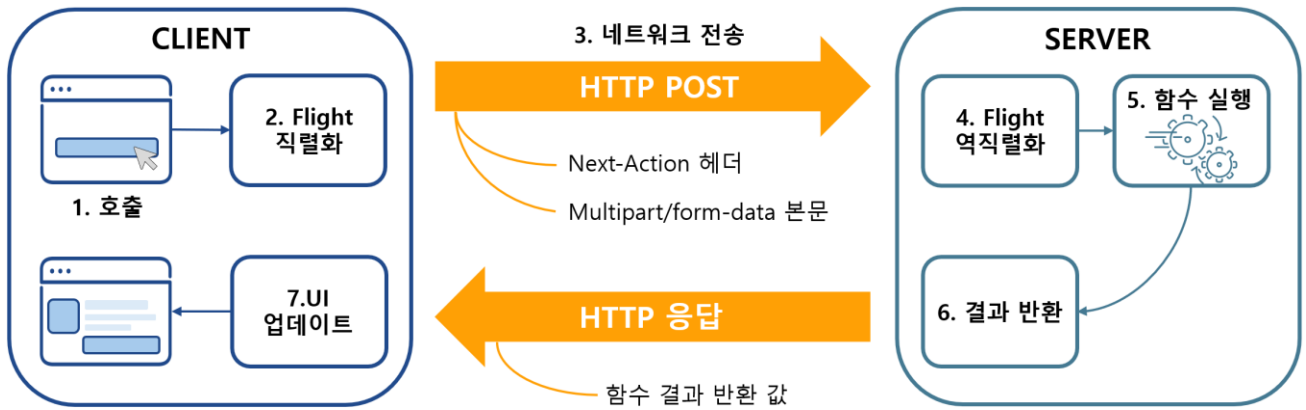 CLIENT
2. Flight
직렬화
1. 호출
7.UI
업데이트
3. 네트워크 전송
HTTP POST
Next-Action 헤더
Multipart/form-data 본문
HTTP 응답
함수 결과 반환 값
SERVER
4. Flight
역직렬화
5. 함수 실행
6. 결과 반환